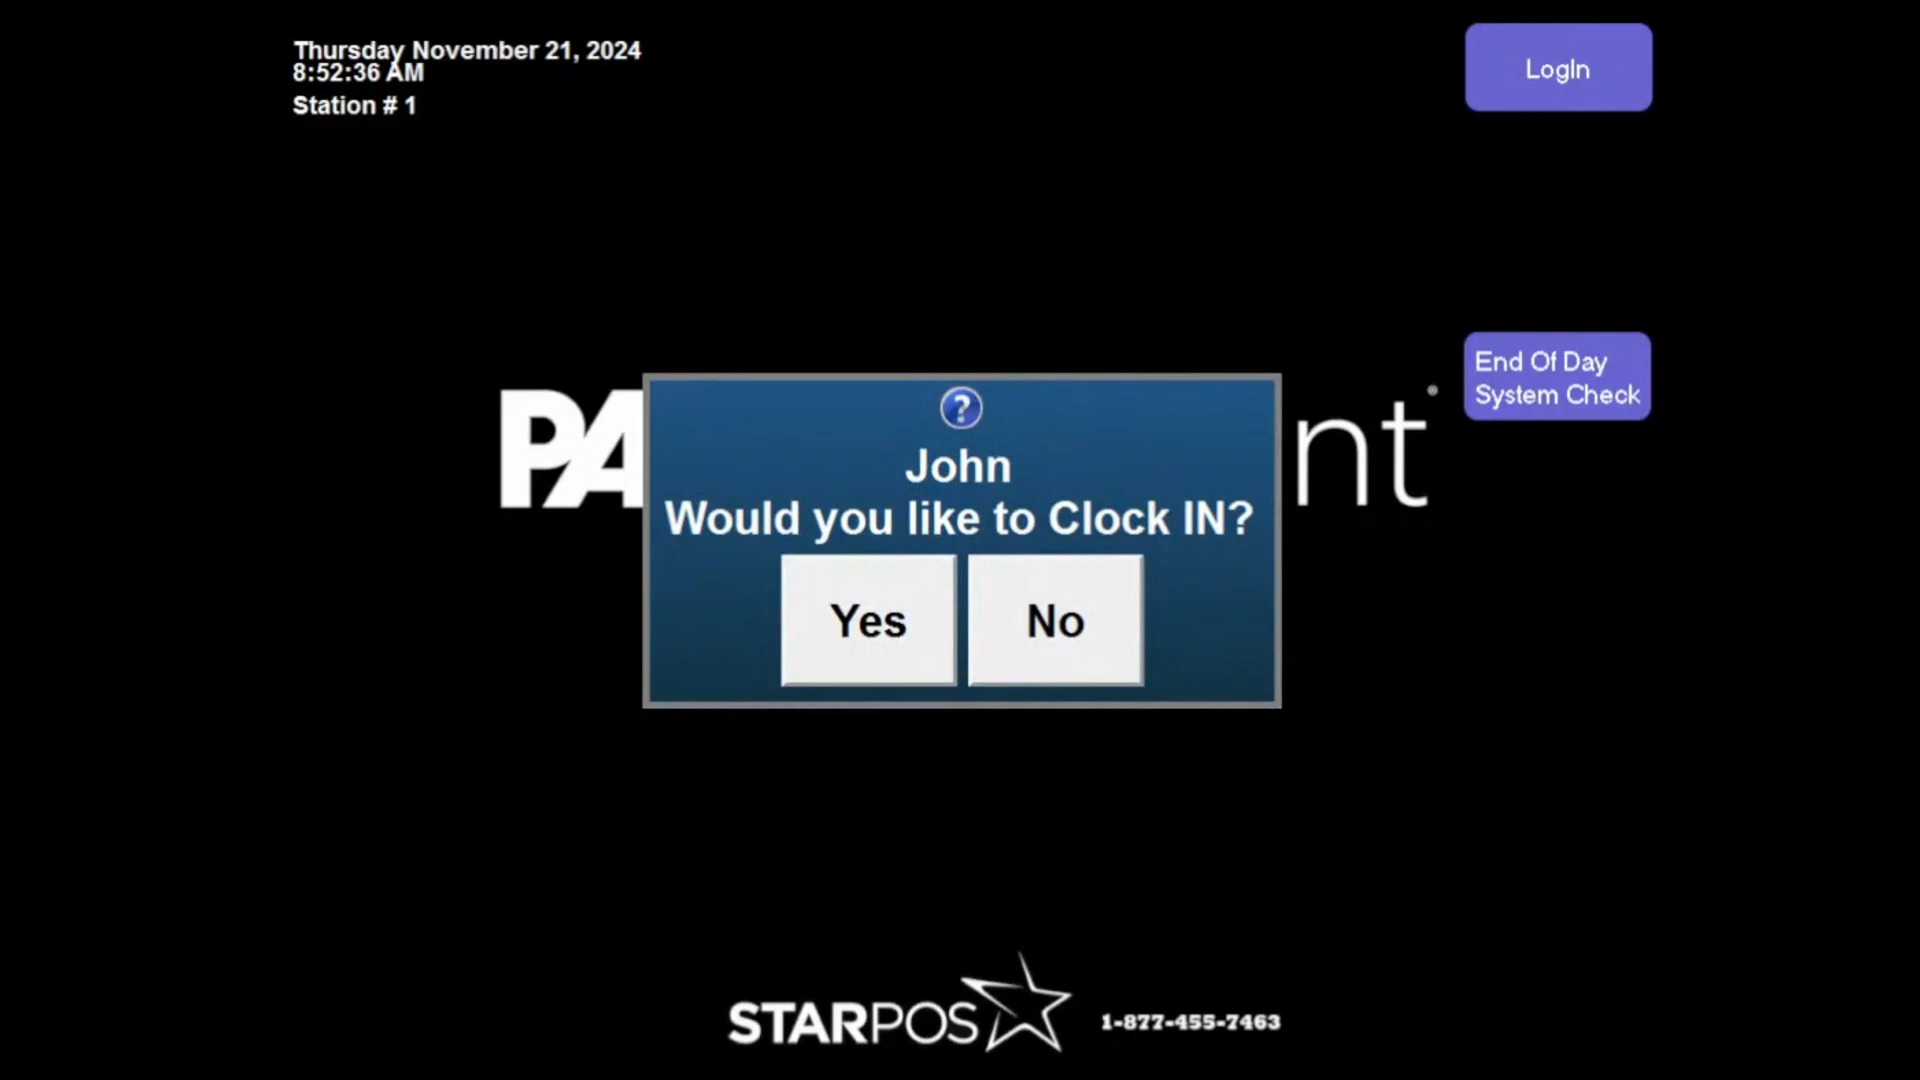 Thursday November 21, 2024
8:52:36 AM
Station # 1
LogIn
End Of Day
System Check
PA
nt
?
John
Would you like to Clock IN?
Yes No
STARPOS 1-877-455-7463